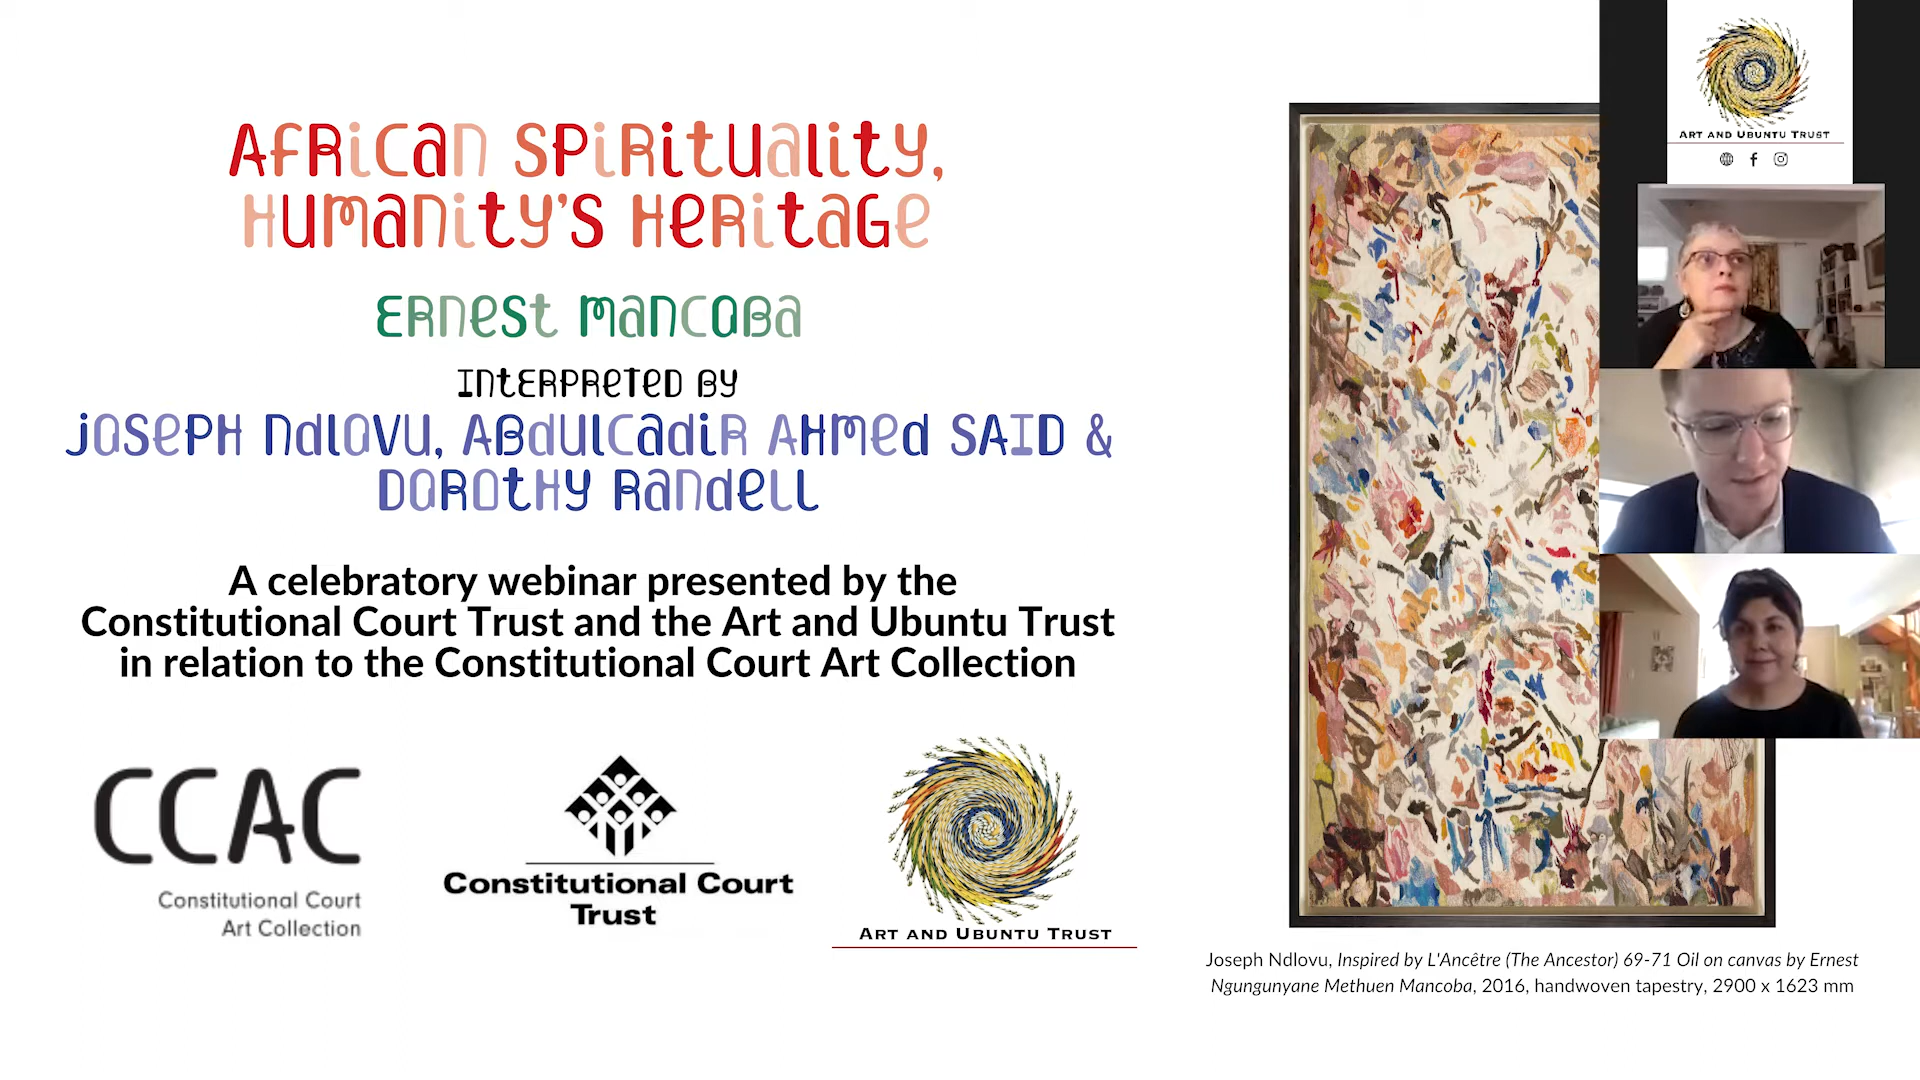 African Spirituality,
Humanity's Heritage
Ernest Mancoba
Interpreted by
Joseph Ndlovu, Abdulcadir Ahmed Said &
Dorothy Randell
A celebratory webinar presented by the
Constitutional Court Trust and the Art and Ubuntu Trust
in relation to the Constitutional Court Art Collection
CCAC
Constitutional Court
Art Collection
Constitutional Court
Trust
Art and Ubuntu Trust
Art and Ubuntu Trust
Joseph Ndlovu, Inspired by L'Ancêtre (The Ancestor) 69-71 Oil on canvas by Ernest
Ngungunyane Methuen Mancoba, 2016, handwoven tapestry, 2900 x 1623 mm